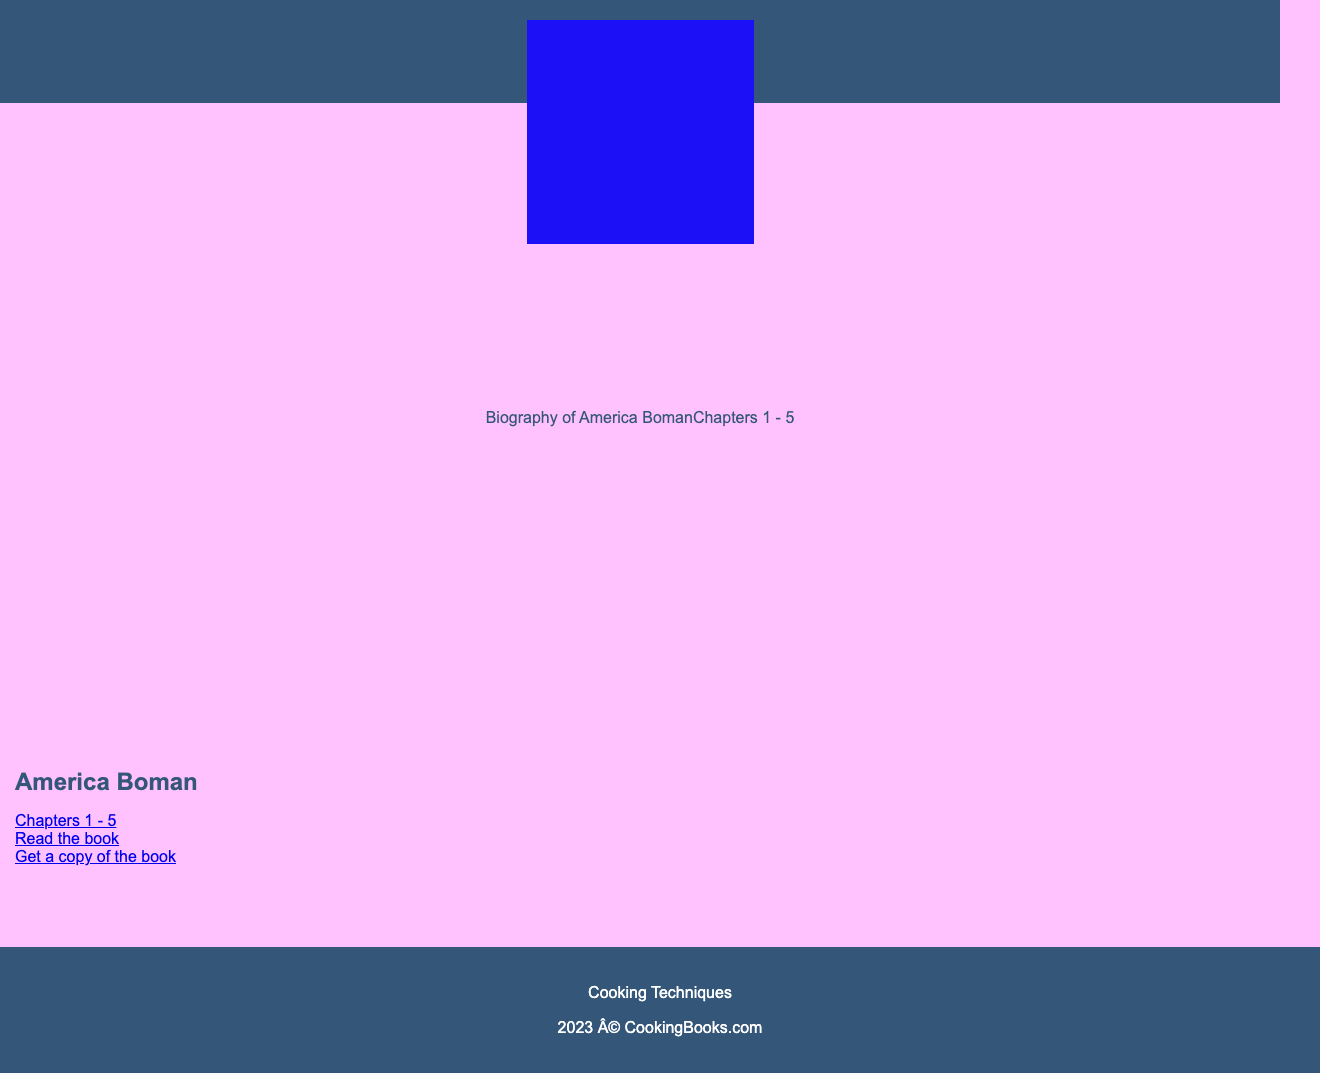 Biography of America BomanChapters 1 - 5
America Boman
Chapters 1 - 5
Read the book
Get a copy of the book
Cooking Techniques
2023 Â© CookingBooks.com